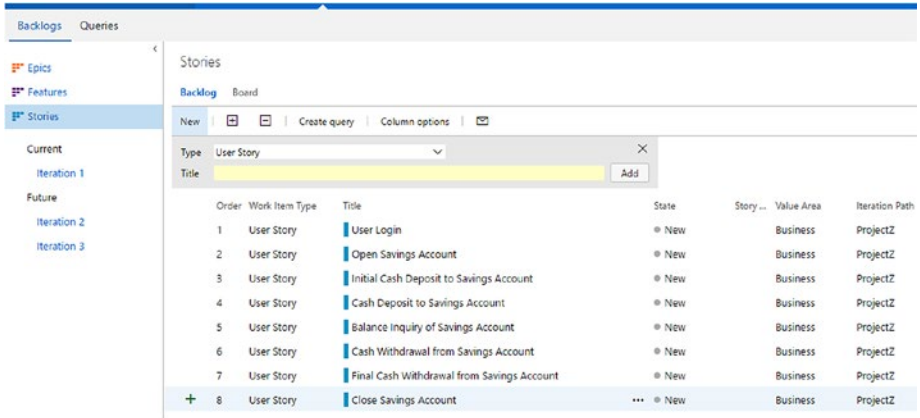 Backlogs Queries
Epics
Features
Stories
Current
Iteration 1
Future
Iteration 2
Iteration 3
Stories
Backlog Board
New Create query Column options
Type User Story
Title Add
Order Work Item Type Title State Story ... Value Area Iteration Path
1 User Story User Login New Business ProjectZ
2 User Story Open Savings Account New Business ProjectZ
3 User Story Initial Cash Deposit to Savings Account New Business ProjectZ
4 User Story Cash Deposit to Savings Account New Business ProjectZ
5 User Story Balance Inquiry of Savings Account New Business ProjectZ
6 User Story Cash Withdrawal from Savings Account New Business ProjectZ
7 User Story Final Cash Withdrawal from Savings Account New Business ProjectZ
+ 8 User Story Close Savings Account ... New Business ProjectZ